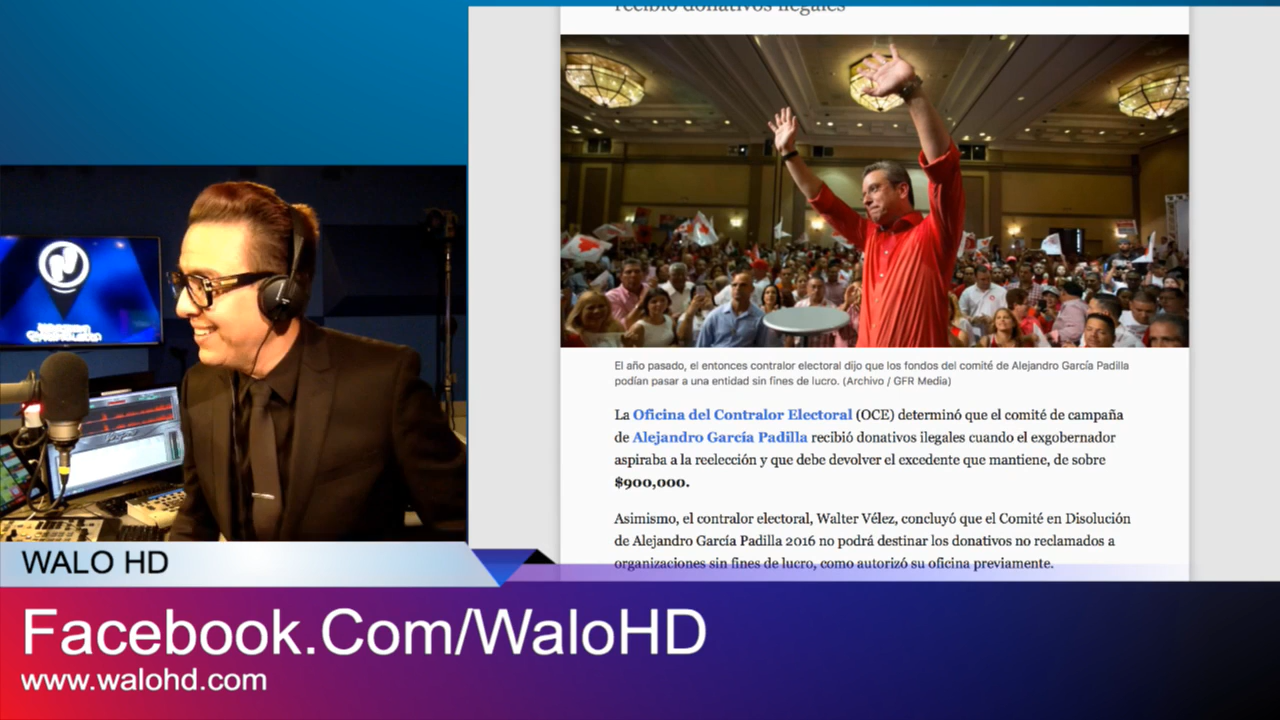 recibió donativos ilegales
El año pasado, el entonces contralor electoral dijo que los fondos del comité de Alejandro García Padilla
podían pasar a una entidad sin fines de lucro. (Archivo / GFR Media)
La Oficina del Contralor Electoral (OCE) determinó que el comité de campaña
de Alejandro García Padilla recibió donativos ilegales cuando el exgobernador
aspiraba a la reelección y que debe devolver el excedente que mantiene, de sobre
$900,000.
Asimismo, el contralor electoral, Walter Vélez, concluyó que el Comité en Disolución
de Alejandro García Padilla 2016 no podrá destinar los donativos no reclamados a
organizaciones sin fines de lucro, como autorizó su oficina previamente.
WALO HD
Facebook.Com/WaloHD
www.walohd.com